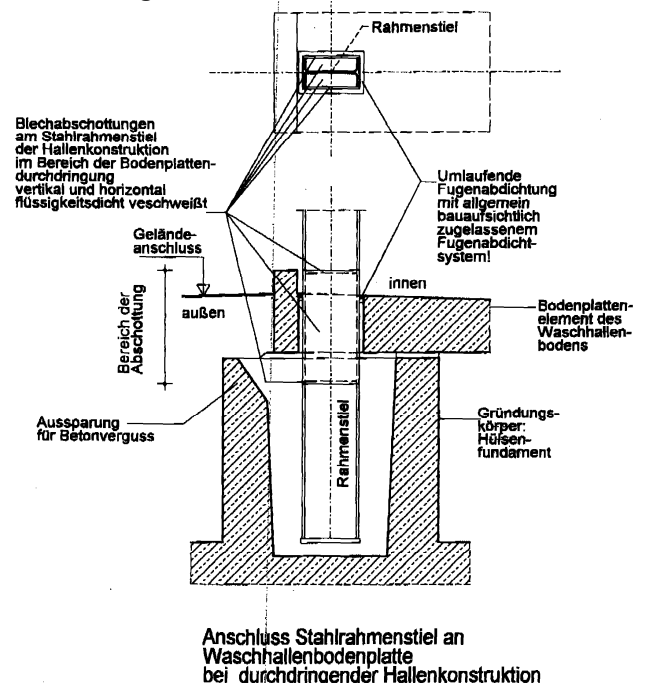 Rahmenstiel
Blechabschottungen
am Stahlrahmenstiel
der Hallenkonstruktion
im Bereich der Bodenplatten-
durchdringung
vertikal und horizontal
flüssigkeitsdicht veschweißt
Umlaufende
Fugenabdichtung
mit allgemein
bauaufsichtlich
zugelassenem
Fugenabdicht-
system!
Gelände-
anschluss
innen
außen
Bereich der
Abschottung
Bodenplatten-
element des
Waschhallen-
bodens
Aussparung
für Betonverguss
Rahmenstiel
Gründungs-
körper:
Hülsen-
fundament
Anschluss Stahlrahmenstiel an
Waschhallenbodenplatte
bei durchdringender Hallenkonstruktion